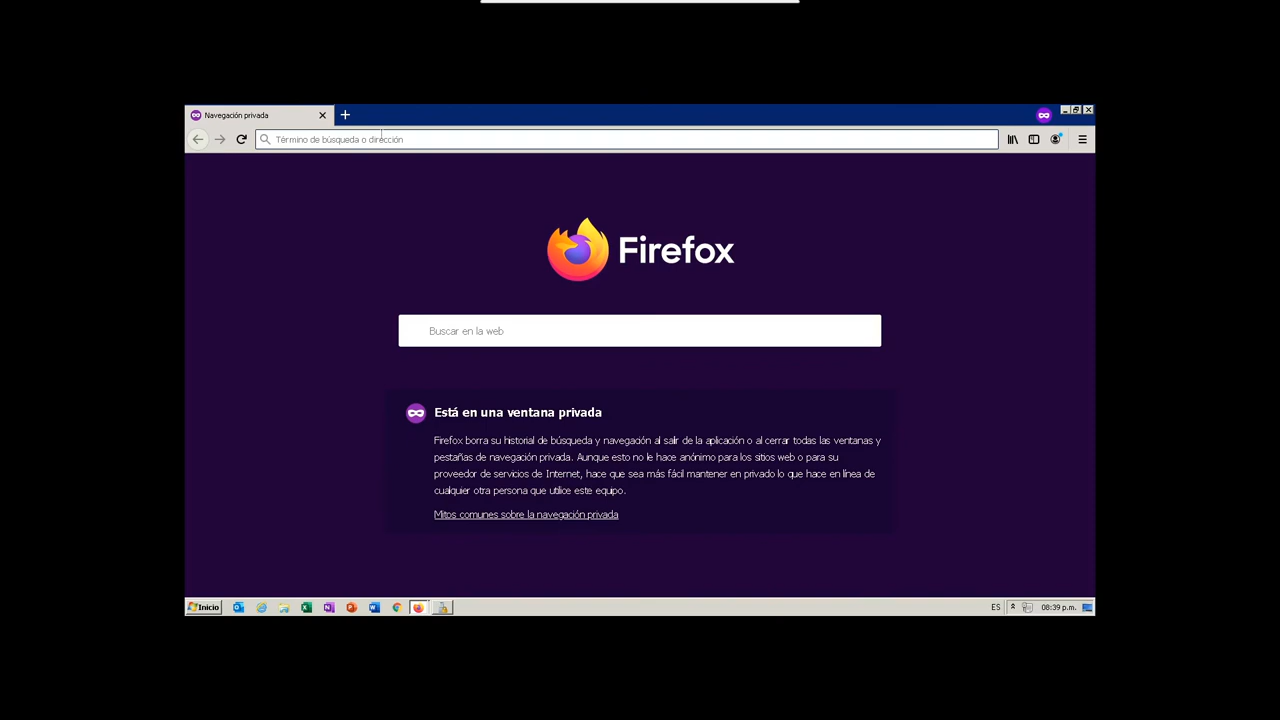 Navegación privada
Término de búsqueda o dirección
Firefox
Buscar en la web
Está en una ventana privada
Firefox borra su historial de búsqueda y navegación al salir de la aplicación o al cerrar todas las ventanas y
pestañas de navegación privada. Aunque esto no le hace anónimo para los sitios web o para su
proveedor de servicios de Internet, hace que sea más fácil mantener en privado lo que hace en línea de
cualquier otra persona que utilice este equipo.
Mitos comunes sobre la navegación privada
Inicio
ES
08:39 p.m.